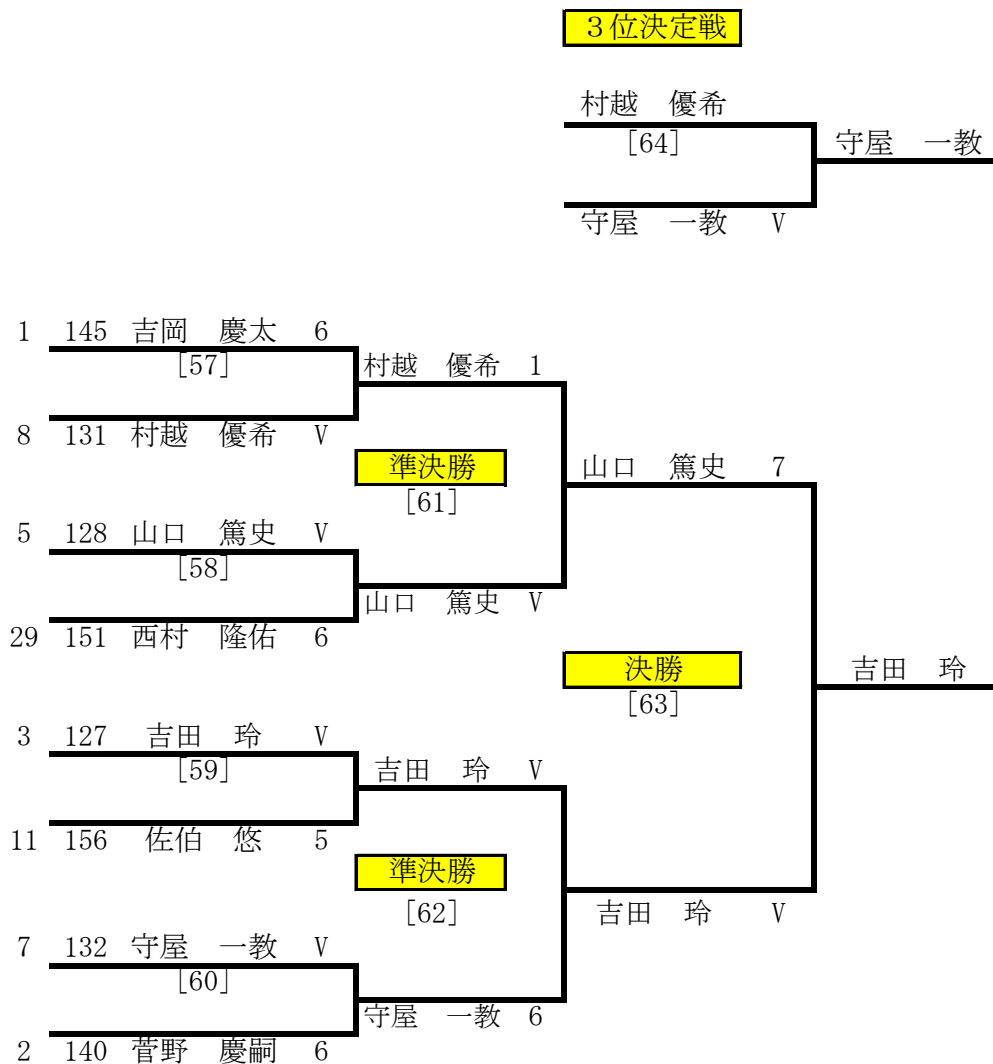 3位決定戦
村越　優希
[64]
守屋　一教
守屋　一教　V
1　145　吉岡　慶太　6
[57]
村越　優希　1
8　131　村越　優希　V
準決勝
山口　篤史　7
[61]
5　128　山口　篤史　V
[58]
山口　篤史　V
29　151　西村　隆佑　6
決勝
吉田　玲
[63]
3　127　吉田　玲　V
[59]
吉田　玲　V
11　156　佐伯　悠　5
準決勝
[62]
吉田　玲　V
7　132　守屋　一教　V
[60]
守屋　一教　6
2　140　菅野　慶嗣　6